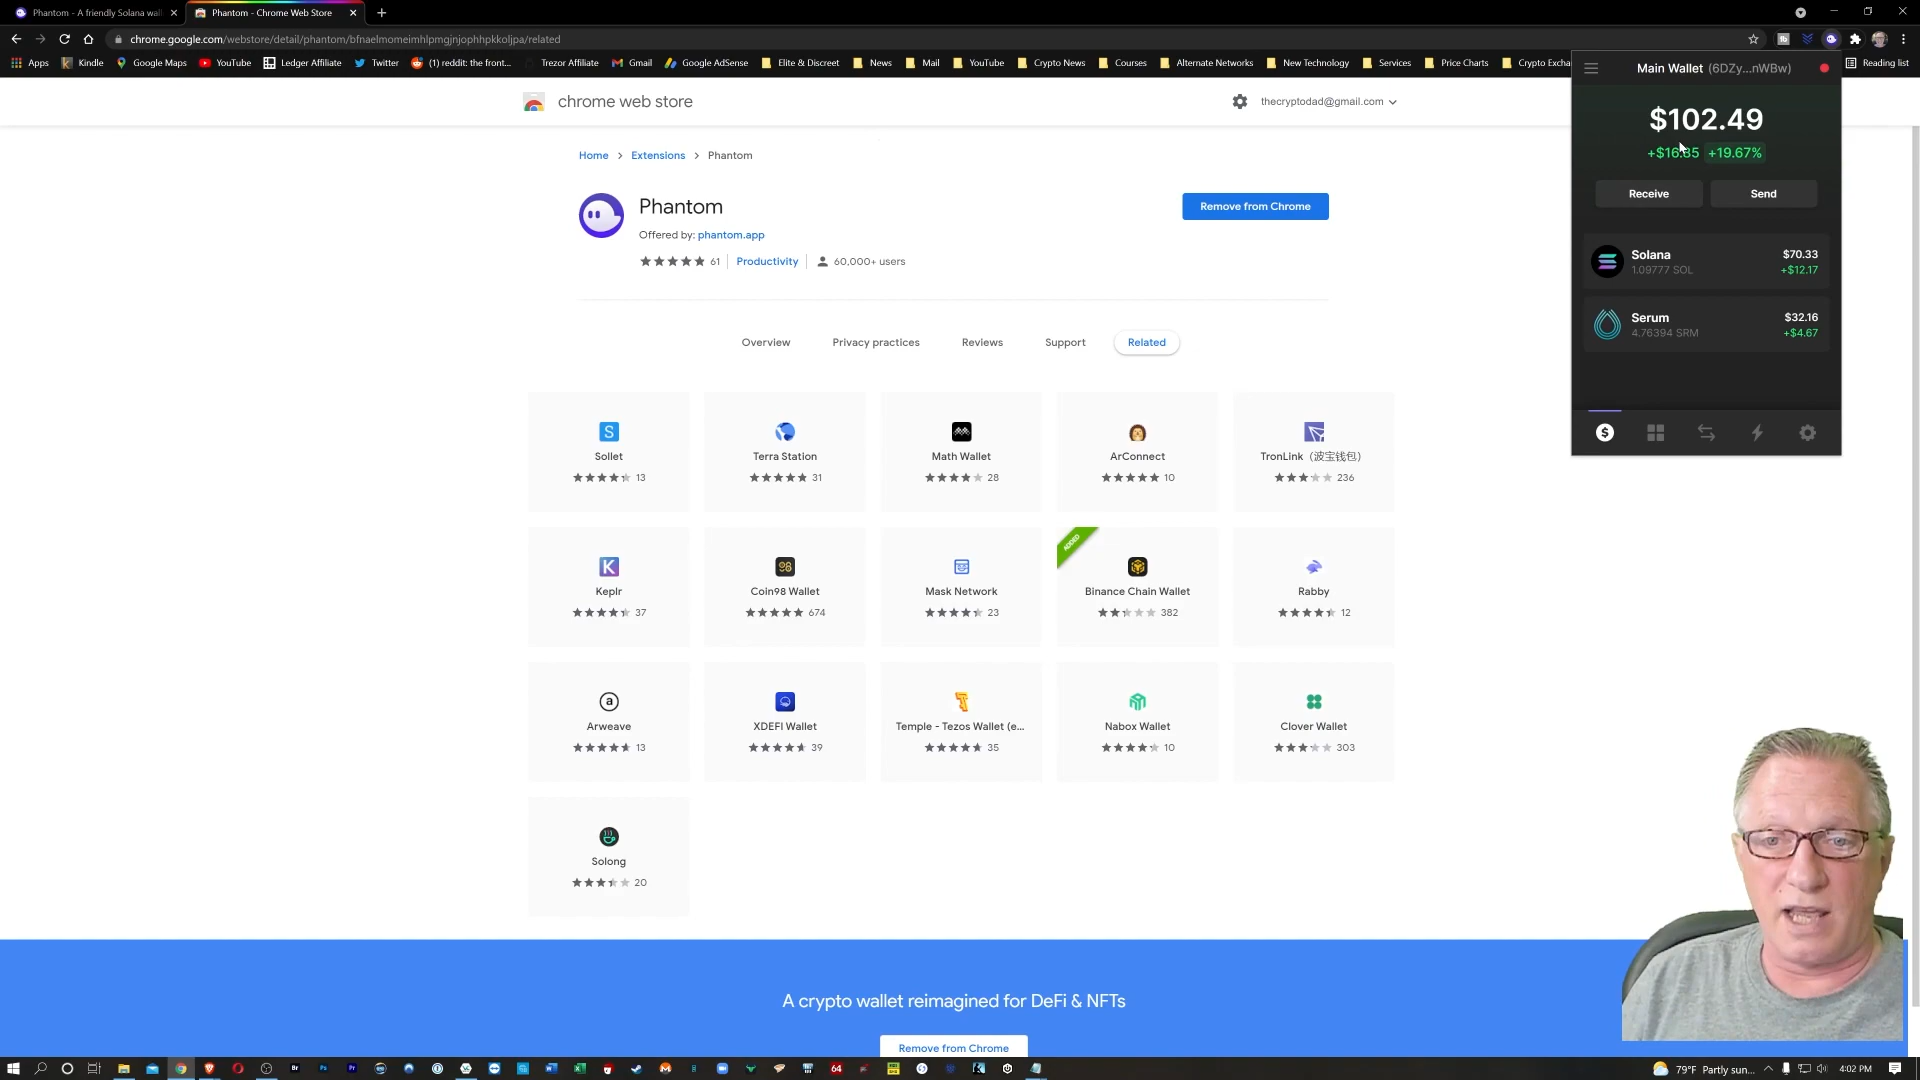 Phantom - A friendly Solana wal
Phantom - Chrome Web Store
chrome.google.com/webstore/detail/phantom/bfnaelmomeimhlpmgjnjophhpkkoljpa/related
Apps
Kindle
Google Maps
YouTube
Ledger Affiliate
Twitter
(1) reddit: the front...
Trezor Affiliate
Gmail
Google AdSense
Elite & Discreet
News
Mail
YouTube
Crypto News
Courses
Alternate Networks
New Technology
Services
Price Charts
Crypto Excha
Reading list
chrome web store
thecryptodad@gmail.com
Home > Extensions > Phantom
Phantom
Offered by: phantom.app
61
Productivity
60,000+ users
Remove from Chrome
Overview
Privacy practices
Reviews
Support
Related
Sollet
13
Terra Station
31
Math Wallet
28
ArConnect
10
TronLink（波宝钱包）
236
Keplr
37
Coin98 Wallet
674
Mask Network
23
ADDED
Binance Chain Wallet
382
Rabby
12
Arweave
13
XDEFI Wallet
39
Temple - Tezos Wallet (e...
35
Nabox Wallet
10
Clover Wallet
303
Solong
20
A crypto wallet reimagined for DeFi & NFTs
Remove from Chrome
Main Wallet (6DZy...nWBw)
$102.49
+$16.85 +19.67%
Receive
Send
Solana
$70.33
1.09777 SOL
+$12.17
Serum
$32.16
4.76394 SRM
+$4.67
79°F Partly sun...
4:02 PM